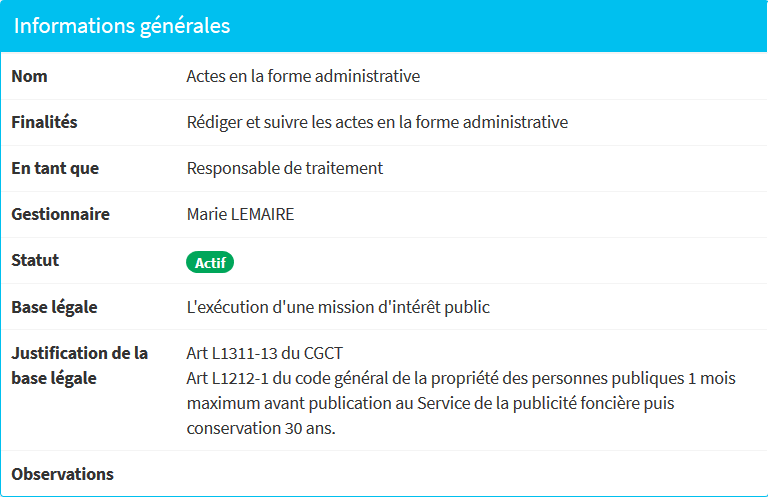 Informations générales
Nom Actes en la forme administrative
Finalités Rédiger et suivre les actes en la forme administrative
En tant que Responsable de traitement
Gestionnaire Marie LEMAIRE
Statut Actif
Base légale L'exécution d'une mission d'intérêt public
Justification de la Art L1311-13 du CGCT
base légale Art L1212-1 du code général de la propriété des personnes publiques 1 mois
maximum avant publication au Service de la publicité foncière puis
conservation 30 ans.
Observations